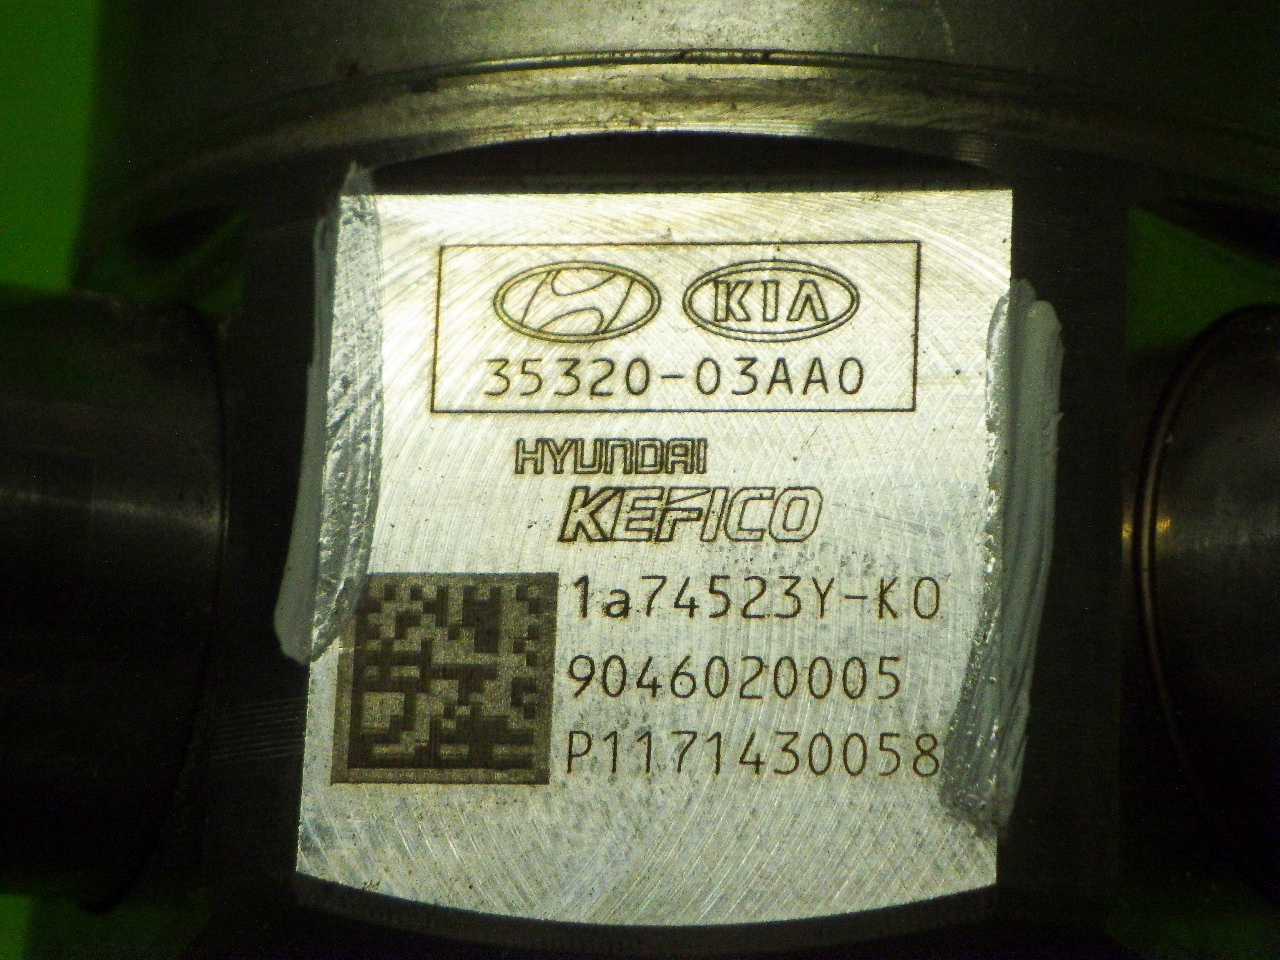 KIA
35320-03AA0
HYUNDAI
KEFICO
1a74523Y-K0
9046020005
P1171430058